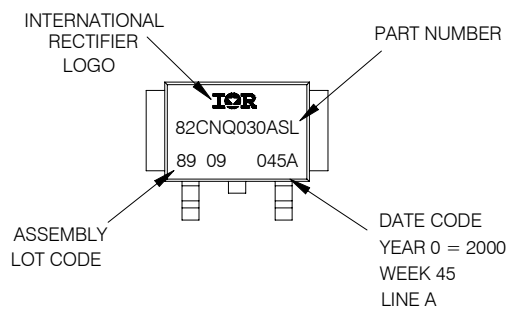 INTERNATIONAL
RECTIFIER
LOGO
PART NUMBER
IOR
82CNQ030ASL
89 09 045A
ASSEMBLY
LOT CODE
DATE CODE
YEAR 0 = 2000
WEEK 45
LINE A